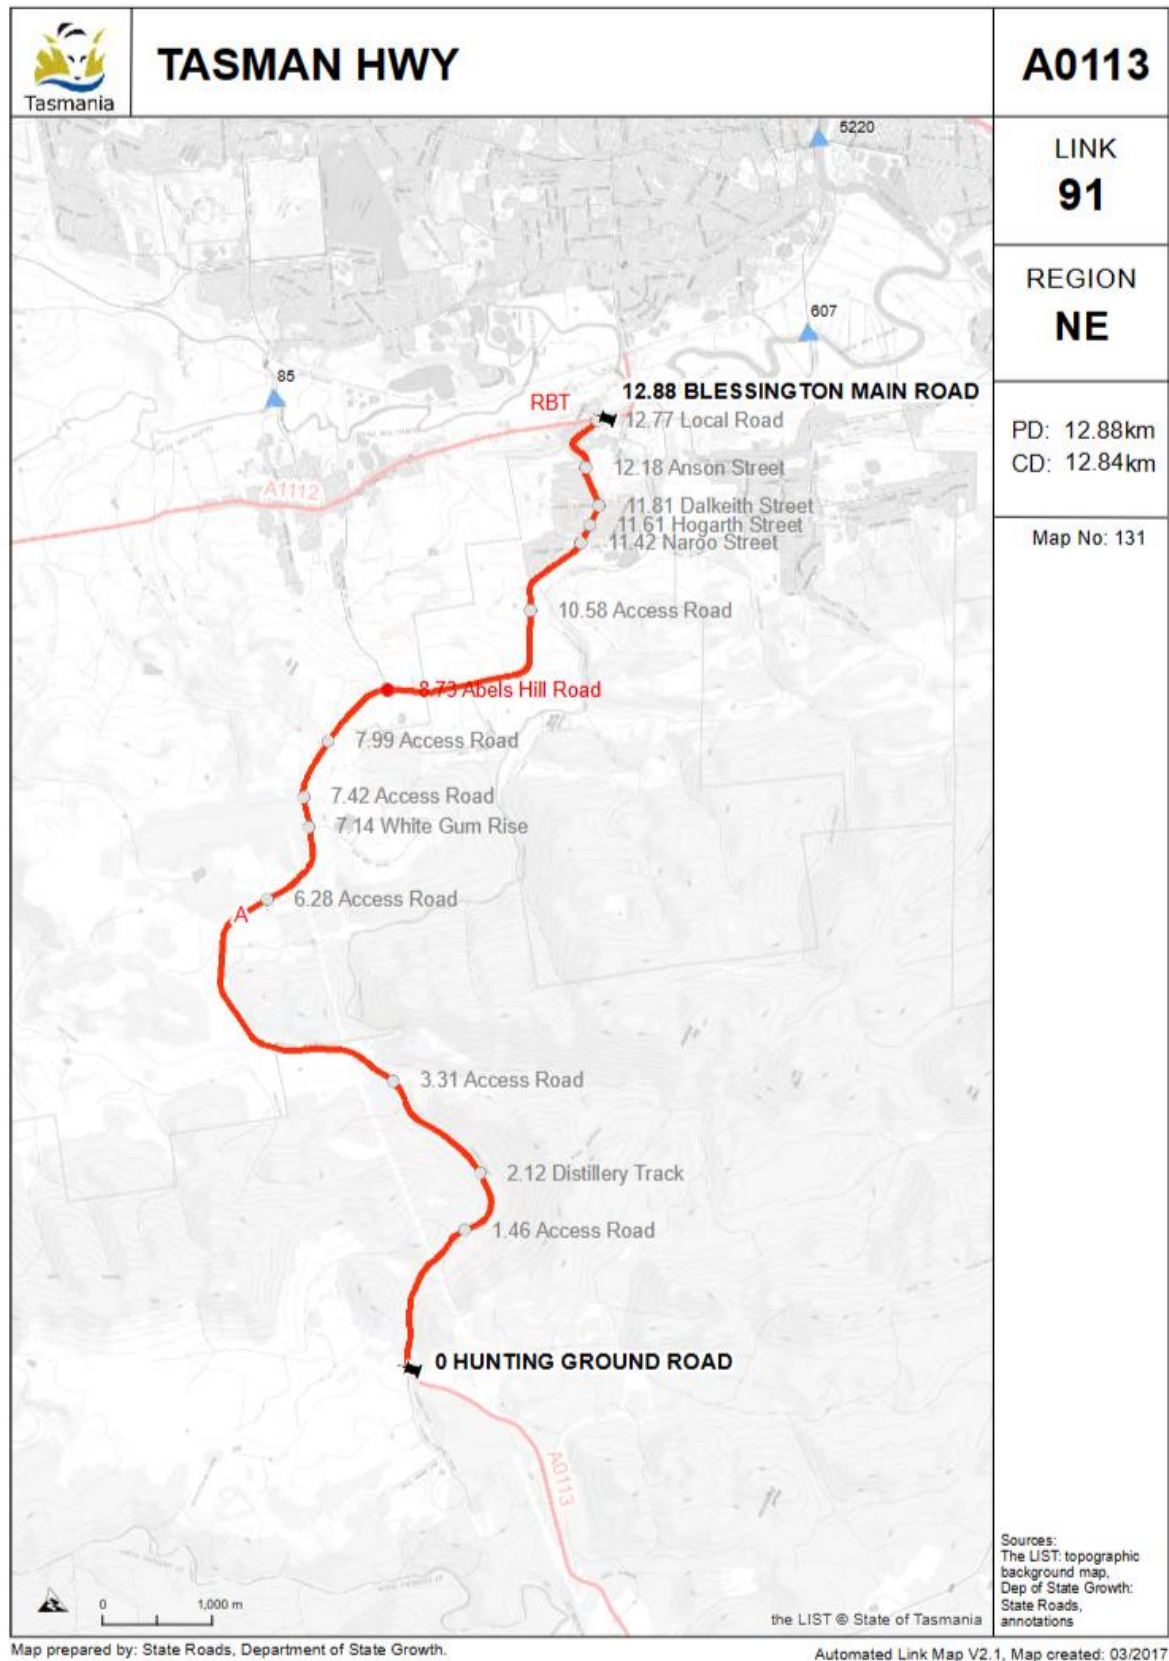 Tasmania
TASMAN HWY
A0113
LINK
91
REGION
NE
PD: 12.88km
CD: 12.84km
Map No: 131
5220
607
85
12.88 BLESSINGTON MAIN ROAD
RBT
12.77 Local Road
12.18 Anson Street
A1112
11.81 Dalkeith Street
11.61 Hogarth Street
11.42 Naroo Street
10.58 Access Road
8.73 Abels Hill Road
7.99 Access Road
7.42 Access Road
7.14 White Gum Rise
6.28 Access Road
A
3.31 Access Road
2.12 Distillery Track
1.46 Access Road
0 HUNTING GROUND ROAD
A0113
0 1,000 m
the LIST © State of Tasmania
Sources:
The LIST: topographic
background map,
Dep of State Growth:
State Roads,
annotations
Map prepared by: State Roads, Department of State Growth.
Automated Link Map V2.1, Map created: 03/2017